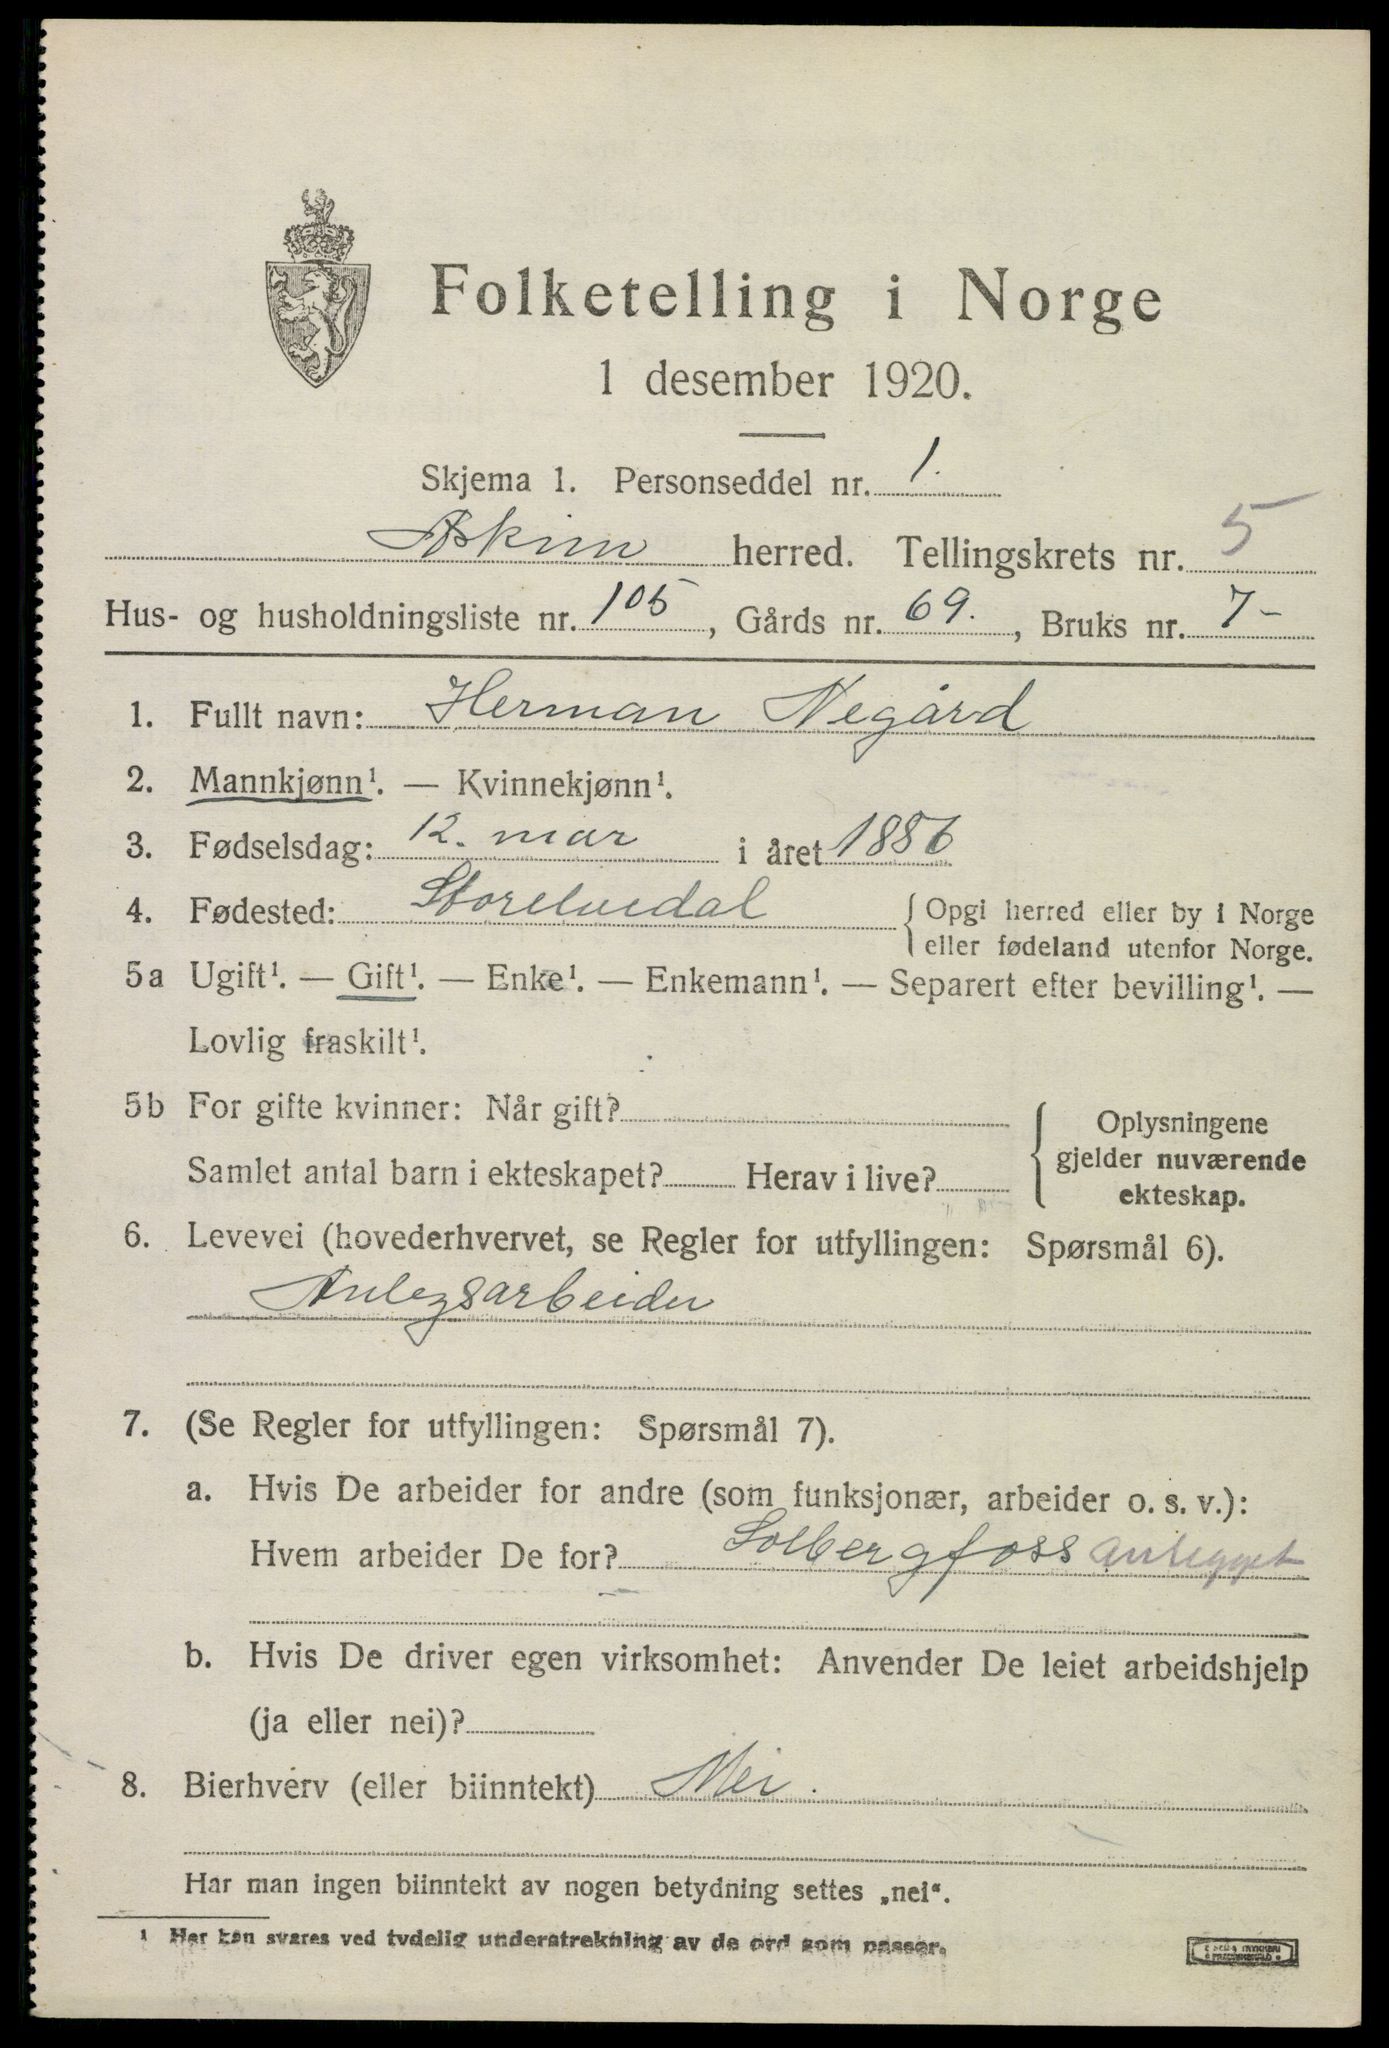 Folketelling i Norge
1 desember 1920.
Skjema 1. Personseddel nr. 1.
Askim herred. Tellingskrets nr. 5
Hus- og husholdningsliste nr. 105, Gårds nr. 69., Bruks nr. 7-
1. Fullt navn: Herman Negård
2. Mannkjønn¹. — Kvinnekjønn¹.
3. Fødselsdag: 12. mar i året 1886
4. Fødested: Storelvedal {Opgi herred eller by i Norge
eller fødeland utenfor Norge.
5a Ugift¹. — Gift¹. — Enke¹. — Enkemann¹. — Separert efter bevilling¹. —
Lovlig fraskilt¹.
5b For gifte kvinner: Når gift?
Samlet antal barn i ekteskapet? Herav i live?
{Oplysningene
gjelder nuværende
ekteskap.
6. Levevei (hovederhvervet, se Regler for utfyllingen: Spørsmål 6).
Anlegsarbeider
7. (Se Regler for utfyllingen: Spørsmål 7).
a. Hvis De arbeider for andre (som funksjonær, arbeider o. s. v.):
Hvem arbeider De for? Solbergfoss anlegget
b. Hvis De driver egen virksomhet: Anvender De leiet arbeidshjelp
(ja eller nei)?
8. Bierhverv (eller biinntekt) Nei.
Har man ingen biinntekt av nogen betydning settes „nei“.
¹ Her kan svares ved tydelig understrekning av de ord som passer.